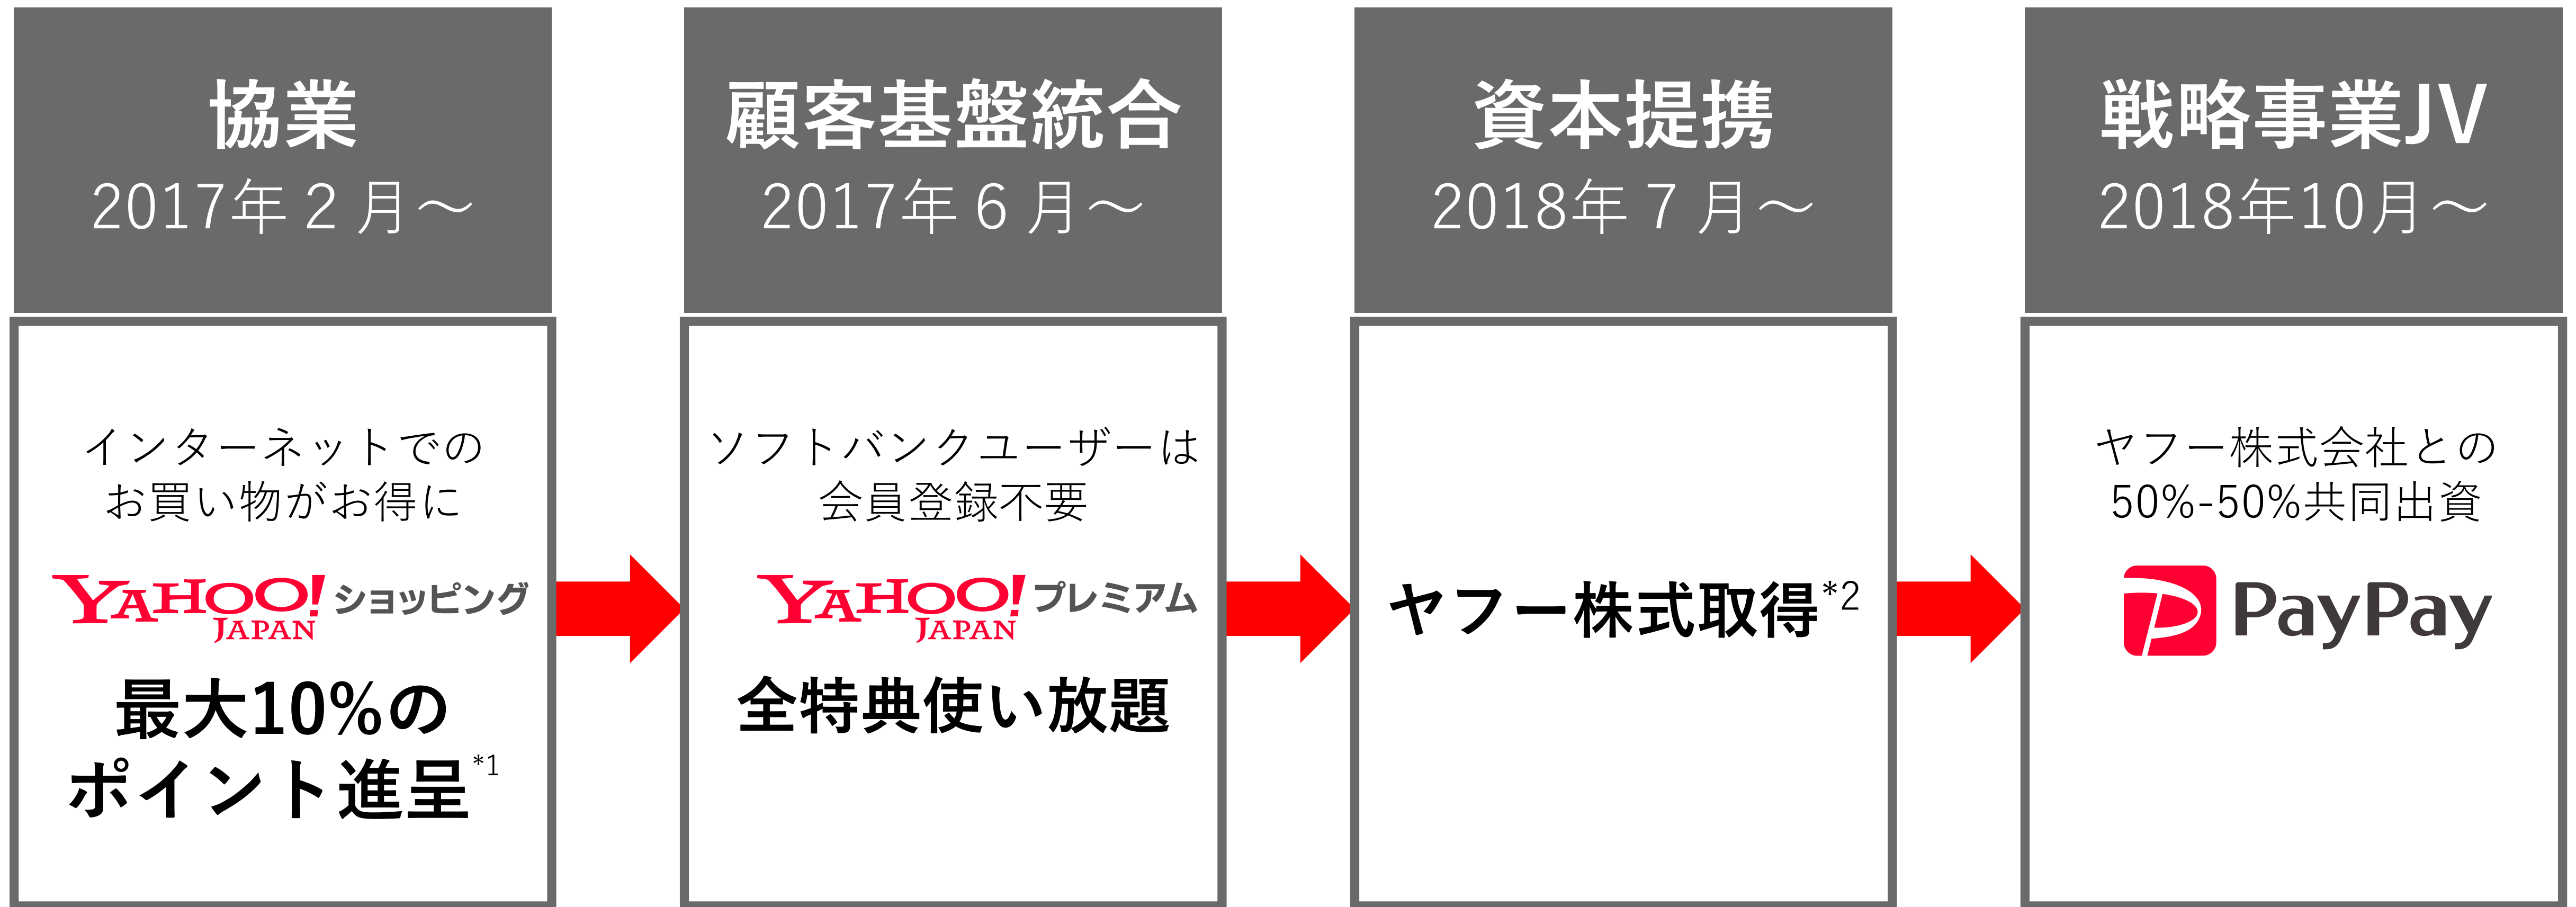 協業
2017年２月～
インターネットでの
お買い物がお得に
YAHOO! JAPAN ショッピング
最大10%の
ポイント進呈*1
顧客基盤統合
2017年６月～
ソフトバンクユーザーは
会員登録不要
YAHOO! JAPAN プレミアム
全特典使い放題
資本提携
2018年７月～
ヤフー株式取得*2
戦略事業JV
2018年10月～
ヤフー株式会社との
50%-50%共同出資
PayPay